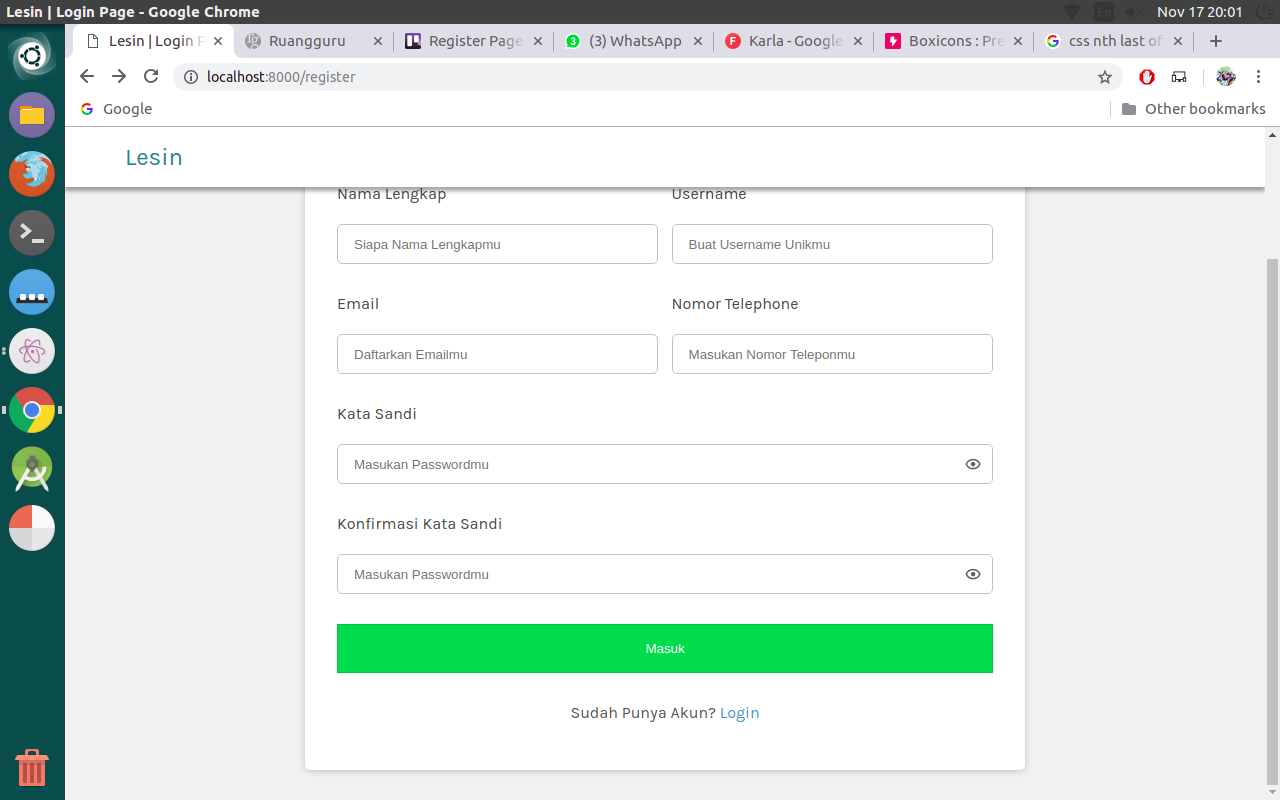 Lesin | Login Page - Google Chrome
En
Nov 17 20:01
Lesin | Login P
Ruangguru
Register Page
(3) WhatsApp
Karla - Google
Boxicons : Pre
css nth last of
localhost:8000/register
Google
Other bookmarks
Lesin
Nama Lengkap
Username
Siapa Nama Lengkapmu
Buat Username Unikmu
Email
Nomor Telephone
Daftarkan Emailmu
Masukan Nomor Teleponmu
Kata Sandi
Masukan Passwordmu
Konfirmasi Kata Sandi
Masukan Passwordmu
Masuk
Sudah Punya Akun? Login